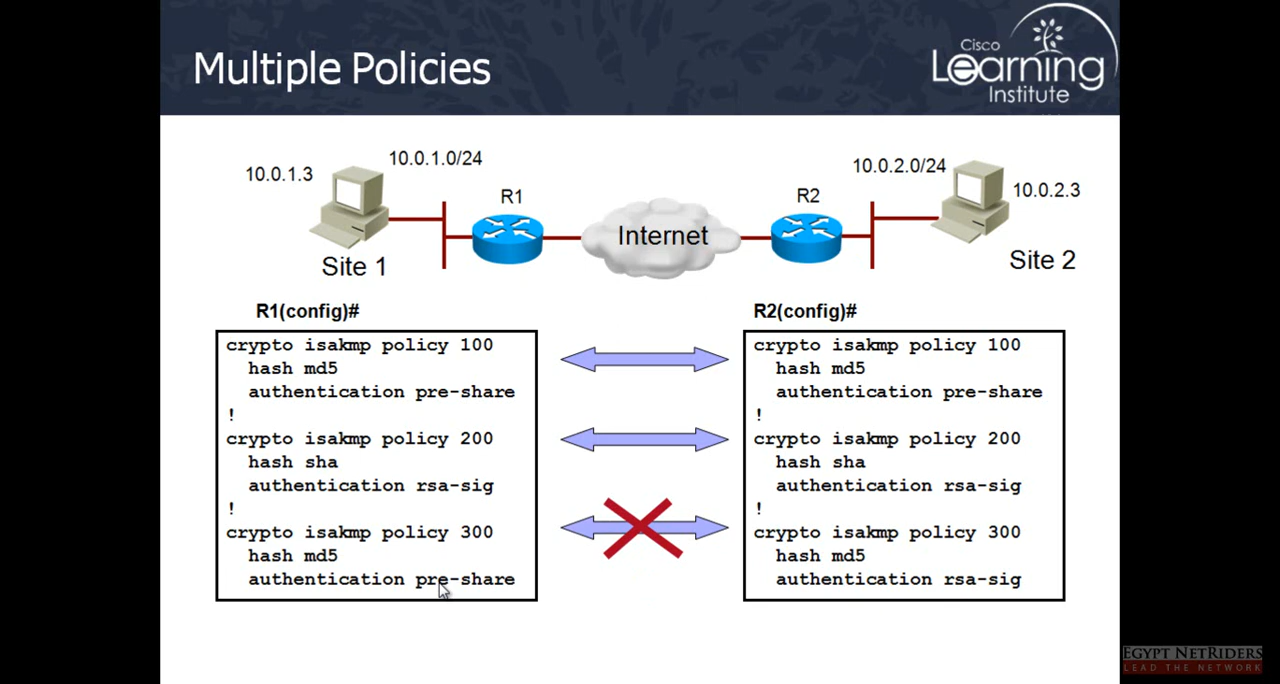 Multiple Policies
Cisco
Learning
Institute
10.0.1.3
10.0.1.0/24
R1
Internet
R2
10.0.2.0/24
10.0.2.3
Site 1
Site 2
R1(config)#
crypto isakmp policy 100
hash md5
authentication pre-share
!
crypto isakmp policy 200
hash sha
authentication rsa-sig
!
crypto isakmp policy 300
hash md5
authentication pre-share
R2(config)#
crypto isakmp policy 100
hash md5
authentication pre-share
!
crypto isakmp policy 200
hash sha
authentication rsa-sig
!
crypto isakmp policy 300
hash md5
authentication rsa-sig
EGYPT NETRIDERS
LEAD THE NETWORK